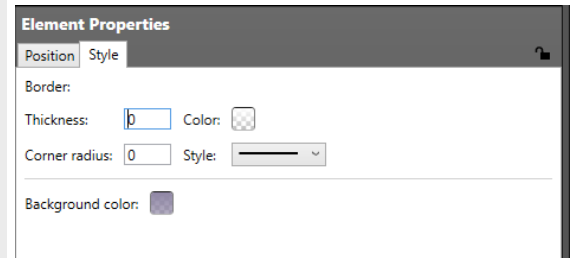 Element Properties
Position Style
Border:
Thickness: 0 Color:
Corner radius: 0 Style:
Background color: